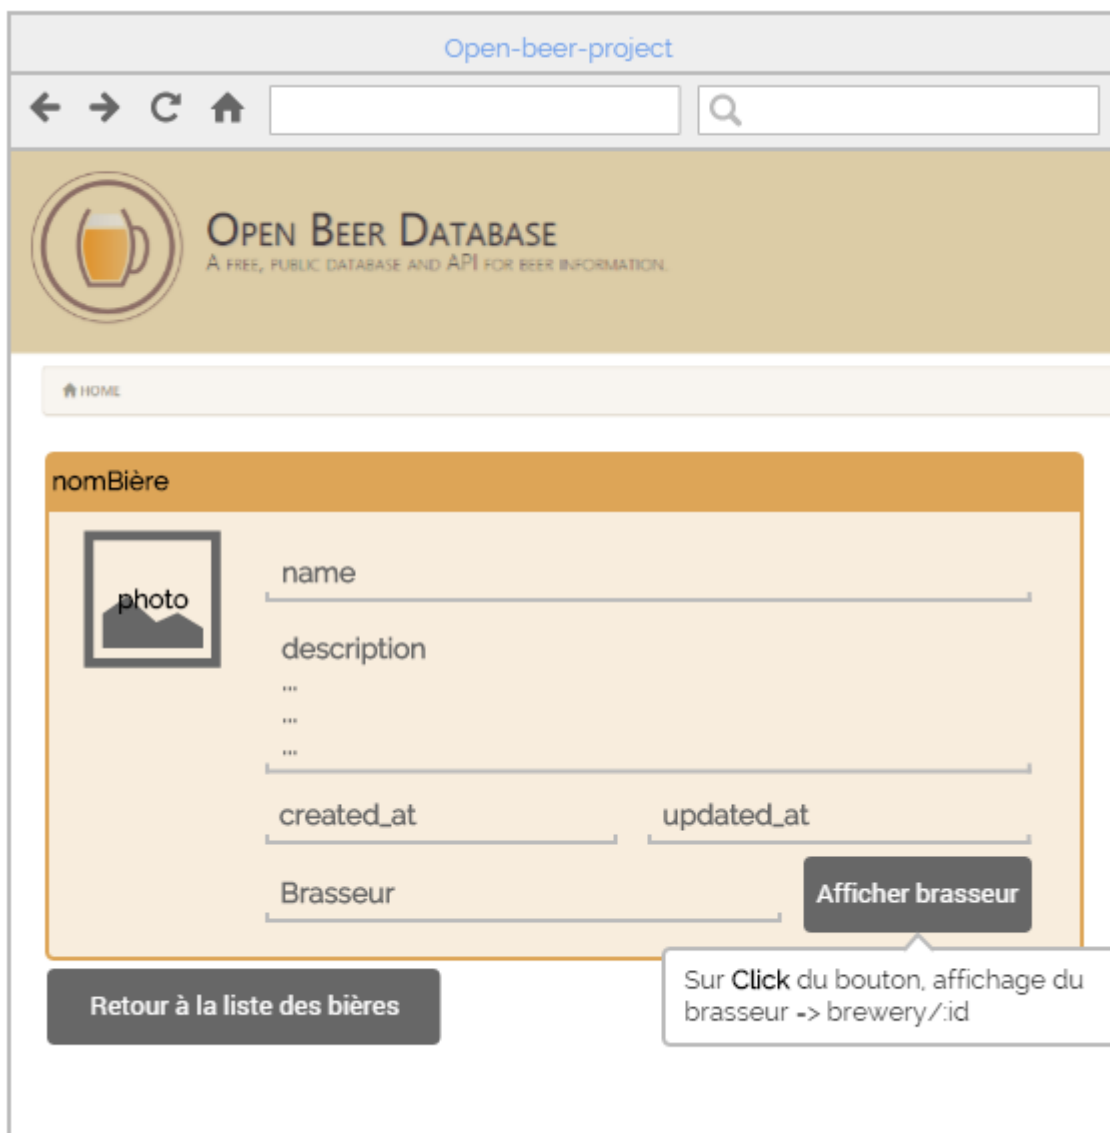 Open-beer-project
OPEN BEER DATABASE
A FREE, PUBLIC DATABASE AND API FOR BEER INFORMATION.
HOME
nomBière
photo
name
description
...
...
...
created_at updated_at
Brasseur Afficher brasseur
Sur Click du bouton, affichage du
brasseur => brewery/:id
Retour à la liste des bières